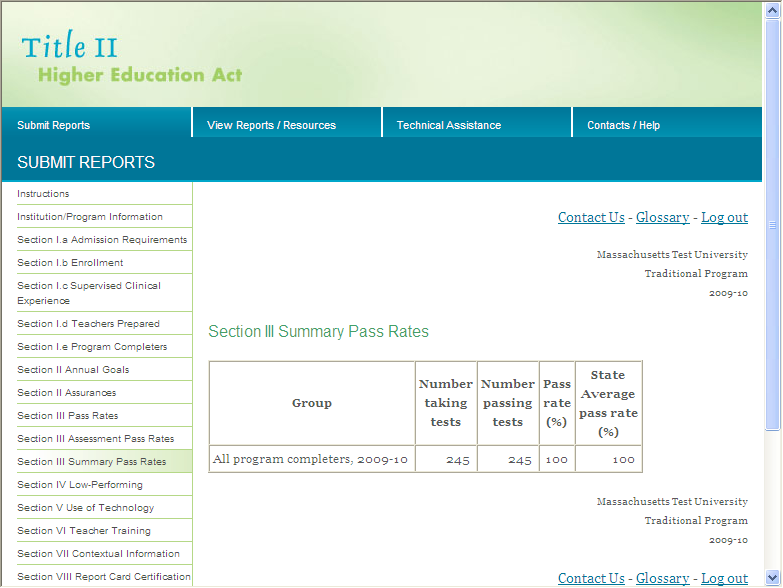 Title II
Higher Education Act
Submit Reports
View Reports / Resources
Technical Assistance
Contacts / Help
SUBMIT REPORTS
Instructions
Institution/Program Information
Section I.a Admission Requirements
Section I.b Enrollment
Section I.c Supervised Clinical
Experience
Section I.d Teachers Prepared
Section I.e Program Completers
Section II Annual Goals
Section II Assurances
Section III Pass Rates
Section III Assessment Pass Rates
Section III Summary Pass Rates
Section IV Low-Performing
Section V Use of Technology
Section VI Teacher Training
Section VII Contextual Information
Section VIII Report Card Certification
Contact Us - Glossary - Log out
Massachusetts Test University
Traditional Program
2009-10
Section III Summary Pass Rates
Group
Number
taking
tests
Number
passing
tests
Pass
rate
(%)
State
Average
pass rate
(%)
All program completers, 2009-10 245 245 100 100
Massachusetts Test University
Traditional Program
2009-10
Contact Us - Glossary - Log out